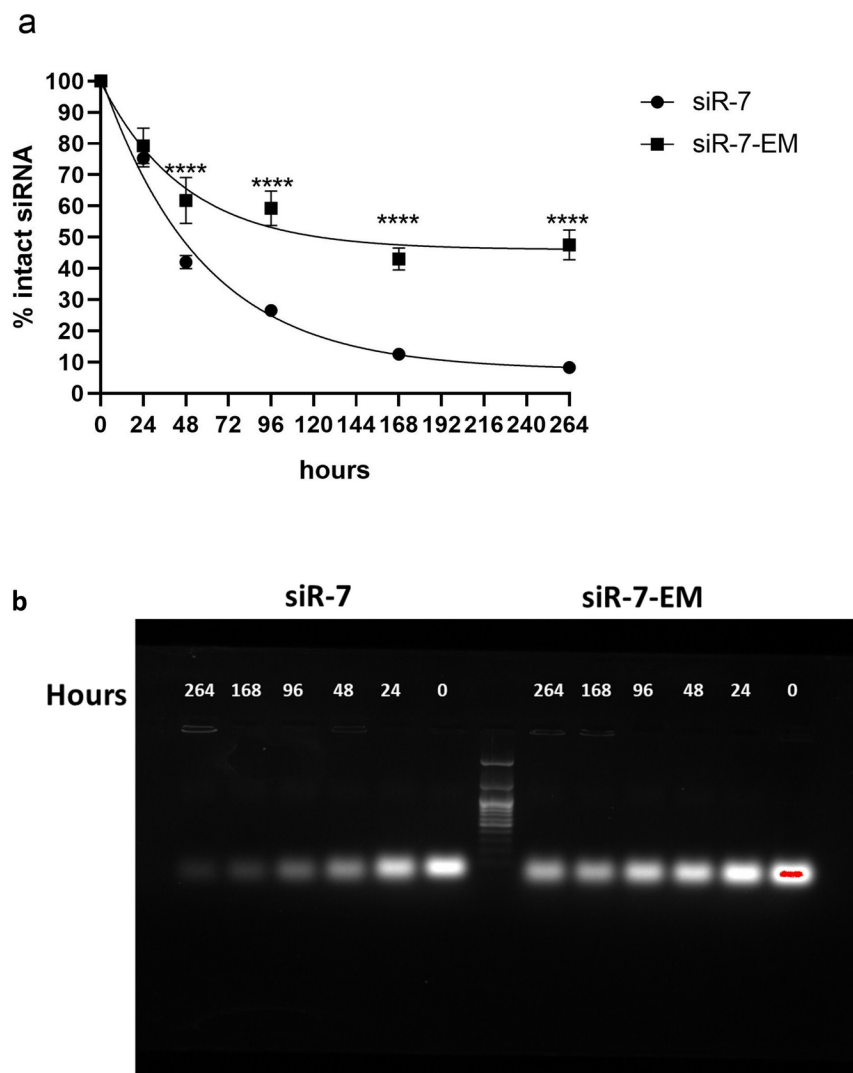 a
% intact siRNA
100
90
80
70
60
50
40
30
20
10
0
****
****
****
****
0 24 48 72 96 120 144 168 192 216 240 264
hours
siR-7
siR-7-EM
b
siR-7 siR-7-EM
Hours 264 168 96 48 24 0 264 168 96 48 24 0